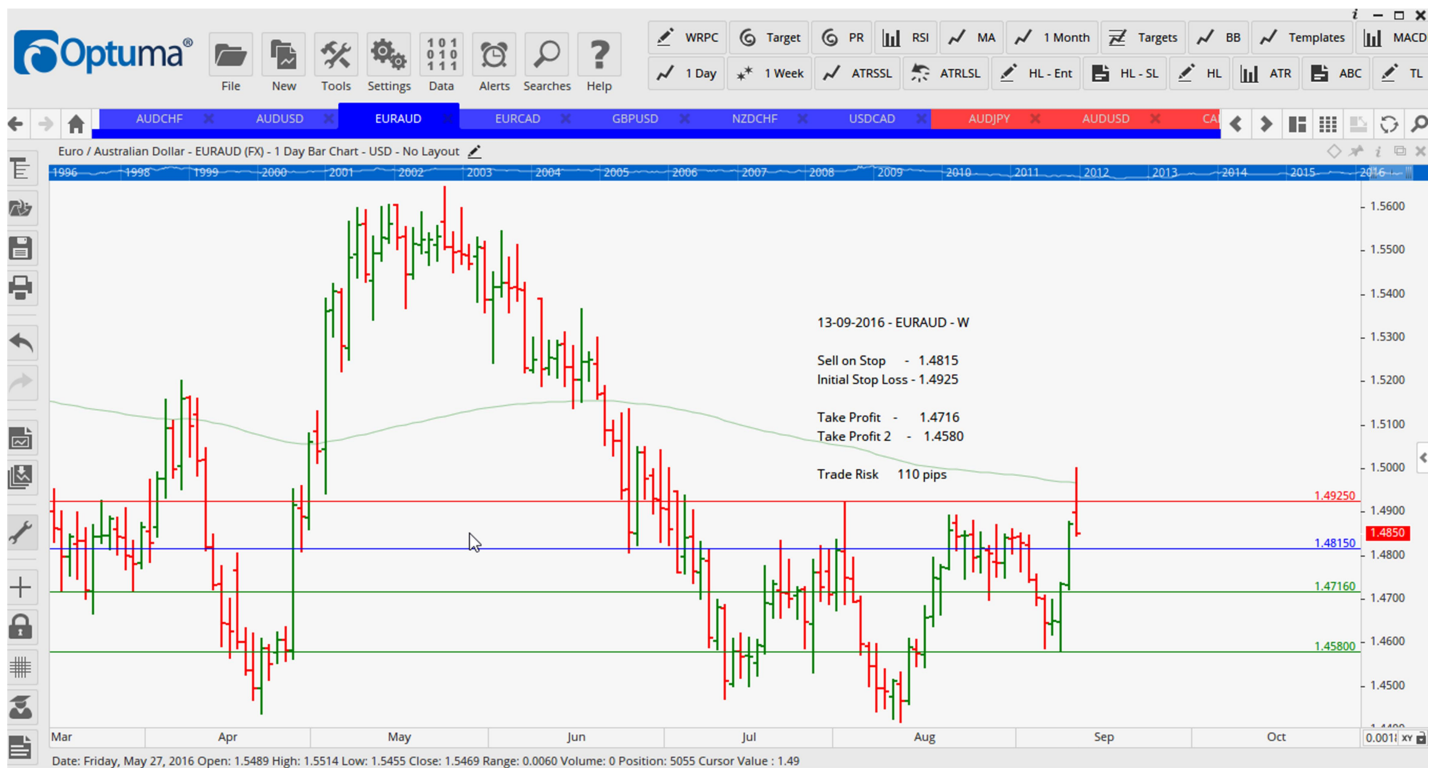 i
Optuma®
File New Tools Settings Data Alerts Searches Help
101
010
111
WRPC Target PR RSI MA 1 Month Targets BB Templates MACD
1 Day 1 Week ATRSSL ATRLSL HL - Ent HL - SL HL ATR ABC TL
AUDCHF AUDUSD EURAUD EURCAD GBPUSD NZDCHF USDCAD AUDJPY AUDUSD
Euro / Australian Dollar - EURAUD (FX) - 1 Day Bar Chart - USD - No Layout
1996 1998 1999 2000 2001 2002 2003 2004 2005 2006 2007 2008 2009 2010 2011 2012 2013 2014 2015 2016
1.5600
1.5500
1.5400
13-09-2016 - EURAUD - W
1.5300
Sell on Stop - 1.4815
Initial Stop Loss - 1.4925
1.5200
Take Profit - 1.4716
1.5100
Take Profit 2 - 1.4580
Trade Risk 110 pips
1.5000
1.49250
1.4900
1.4850
1.48150
1.4800
1.47160
1.4700
1.4600
1.45800
1.4500
1.4400
Mar Apr May Jun Jul Aug Sep Oct 0.001 XY
Date: Friday, May 27, 2016 Open: 1.5489 High: 1.5514 Low: 1.5455 Close: 1.5469 Range: 0.0060 Volume: 0 Position: 5055 Cursor Value : 1.49